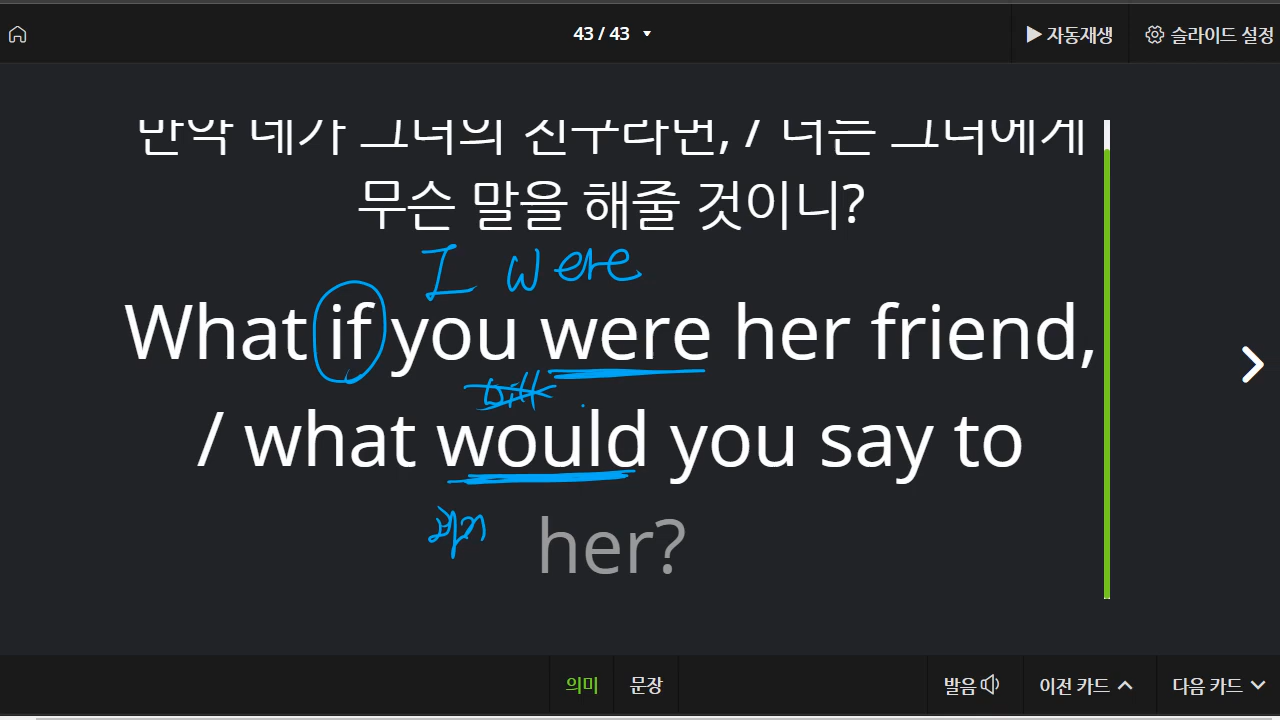 43 / 43
자동재생
슬라이드 설정
만약 네가 그녀의 친구라면, / 너는 그녀에게
무슨 말을 해줄 것이니?
I were
What if you were her friend,
will
/ what would you say to
her?
의미
문장
발음
이전 카드
다음 카드